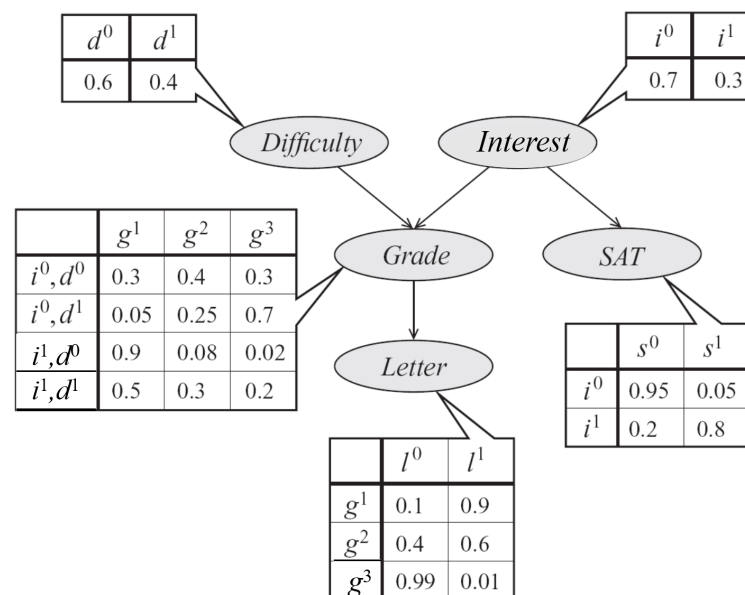 d⁰ d¹
0.6 0.4
i⁰ i¹
0.7 0.3
Difficulty
Interest
g¹ g² g³
i⁰,d⁰ 0.3 0.4 0.3
i⁰,d¹ 0.05 0.25 0.7
i¹,d⁰ 0.9 0.08 0.02
i¹,d¹ 0.5 0.3 0.2
Grade
SAT
s⁰ s¹
i⁰ 0.95 0.05
i¹ 0.2 0.8
Letter
l⁰ l¹
g¹ 0.1 0.9
g² 0.4 0.6
g³ 0.99 0.01